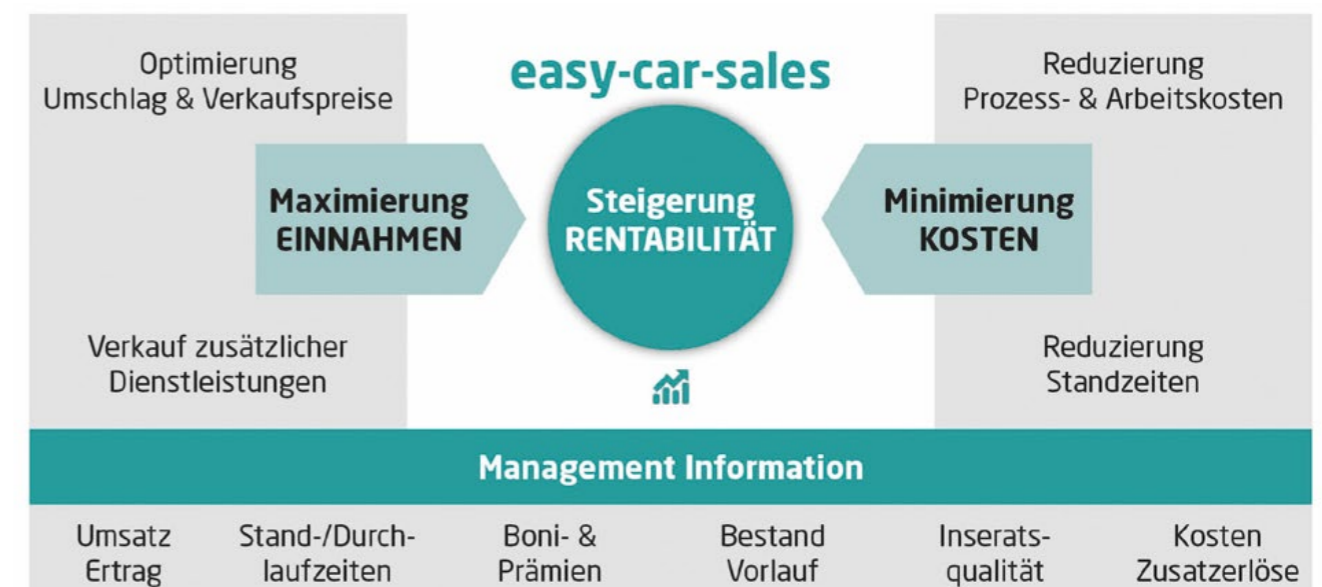 Optimierung
Umschlag & Verkaufspreise
Maximierung
EINNAHMEN
Verkauf zusätzlicher
Dienstleistungen
easy-car-sales
Steigerung
RENTABILITÄT
Reduzierung
Prozess- & Arbeitskosten
Minimierung
KOSTEN
Reduzierung
Standzeiten
Management Information
Umsatz
Ertrag
Stand-/Durch-
laufzeiten
Boni- &
Prämien
Bestand
Vorlauf
Inserats-
qualität
Kosten
Zusatzerlöse